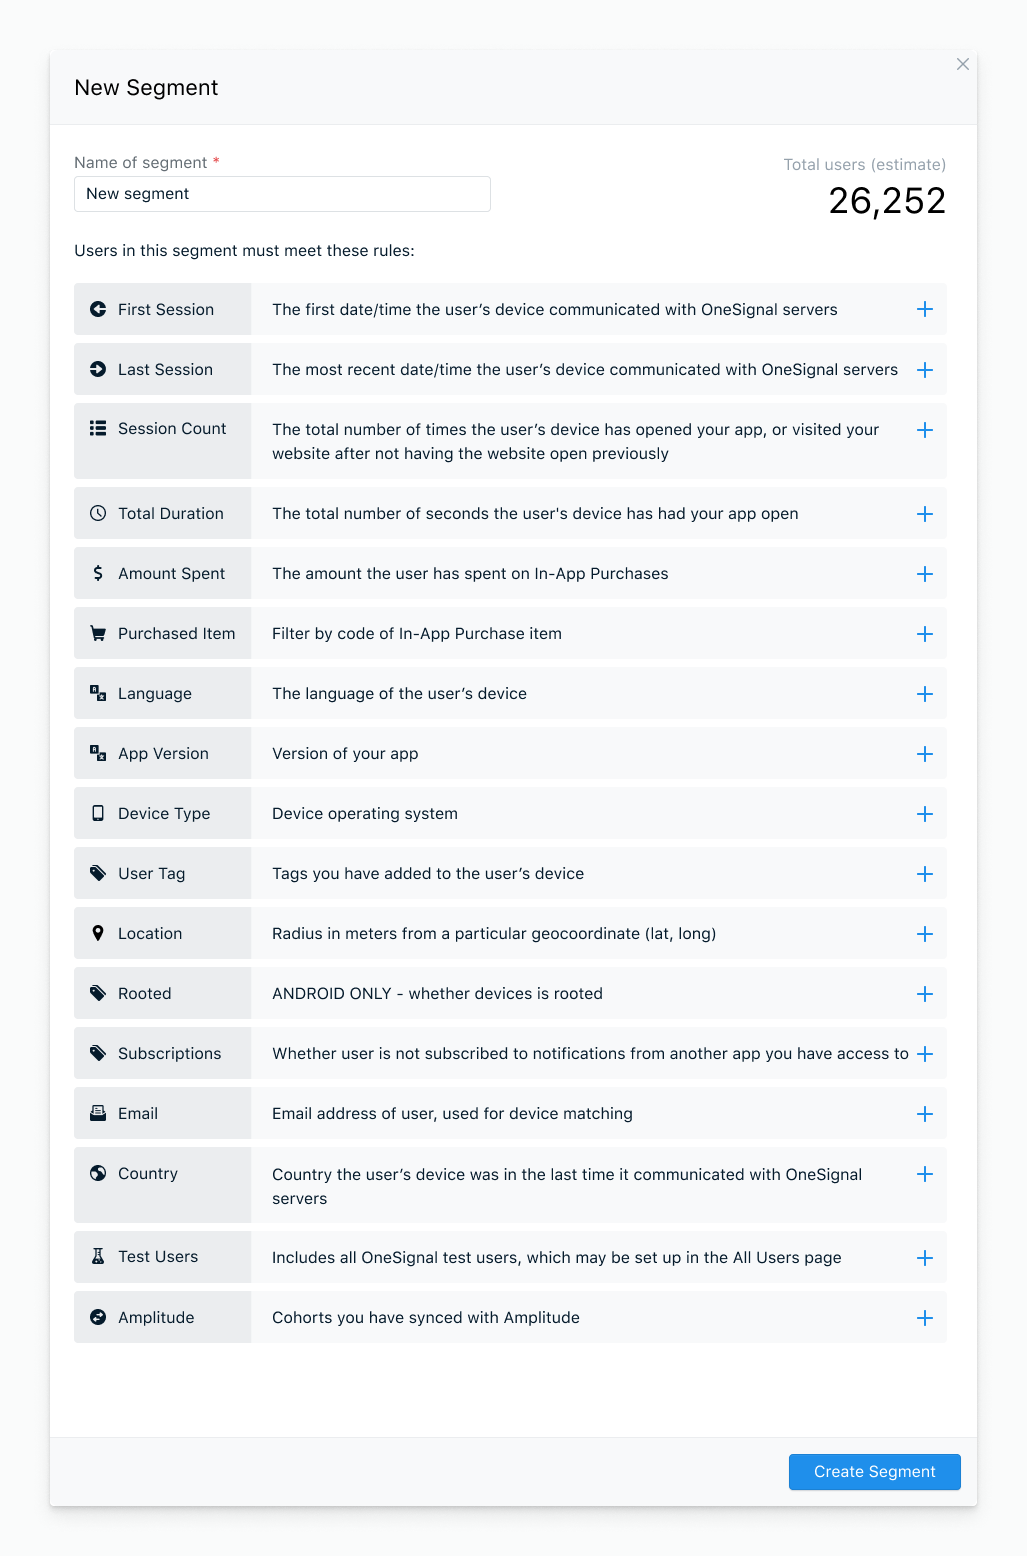 New Segment
Name of segment *
Total users (estimate)
New segment
26,252
Users in this segment must meet these rules:
First Session The first date/time the user’s device communicated with OneSignal servers
Last Session The most recent date/time the user’s device communicated with OneSignal servers
Session Count The total number of times the user’s device has opened your app, or visited your
website after not having the website open previously
Total Duration The total number of seconds the user's device has had your app open
Amount Spent The amount the user has spent on In-App Purchases
Purchased Item Filter by code of In-App Purchase item
Language The language of the user’s device
App Version Version of your app
Device Type Device operating system
User Tag Tags you have added to the user’s device
Location Radius in meters from a particular geocoordinate (lat, long)
Rooted ANDROID ONLY - whether devices is rooted
Subscriptions Whether user is not subscribed to notifications from another app you have access to
Email Email address of user, used for device matching
Country Country the user’s device was in the last time it communicated with OneSignal
servers
Test Users Includes all OneSignal test users, which may be set up in the All Users page
Amplitude Cohorts you have synced with Amplitude
Create Segment